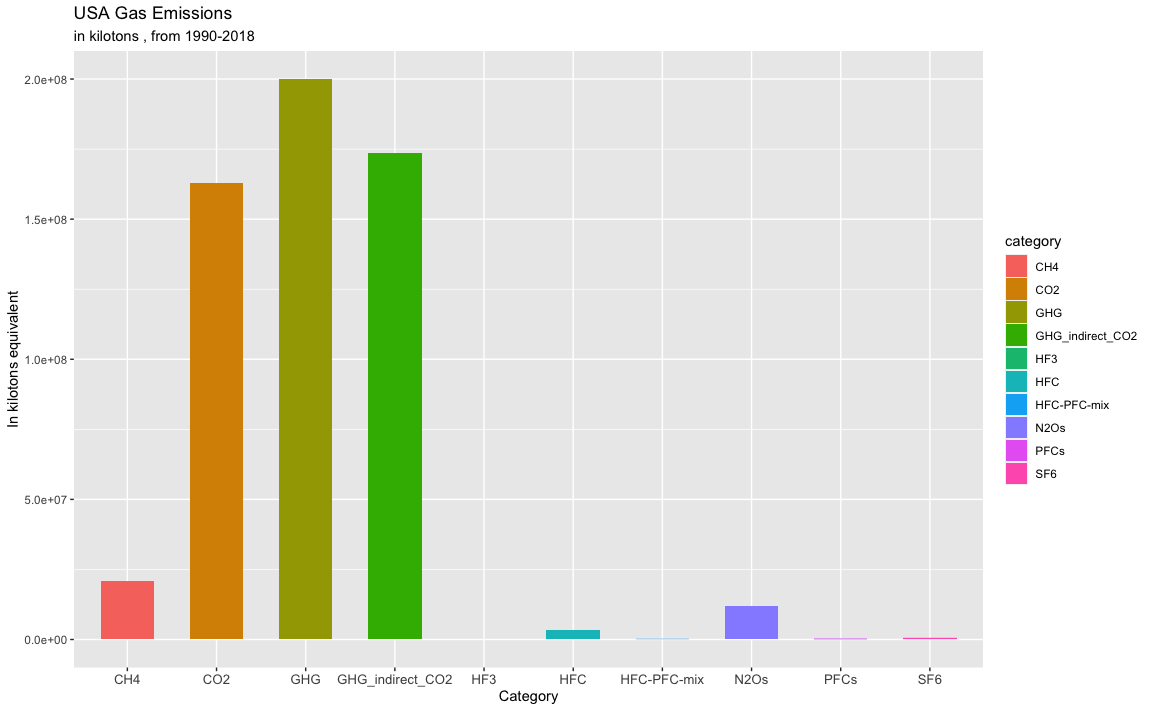 USA Gas Emissions
in kilotons , from 1990-2018
2.0e+08
1.5e+08
1.0e+08
5.0e+07
0.0e+00
In kilotons equivalent
CH4 CO2 GHG GHG_indirect_CO2 HF3 HFC HFC-PFC-mix N2Os PFCs SF6
Category
category
CH4
CO2
GHG
GHG_indirect_CO2
HF3
HFC
HFC-PFC-mix
N2Os
PFCs
SF6